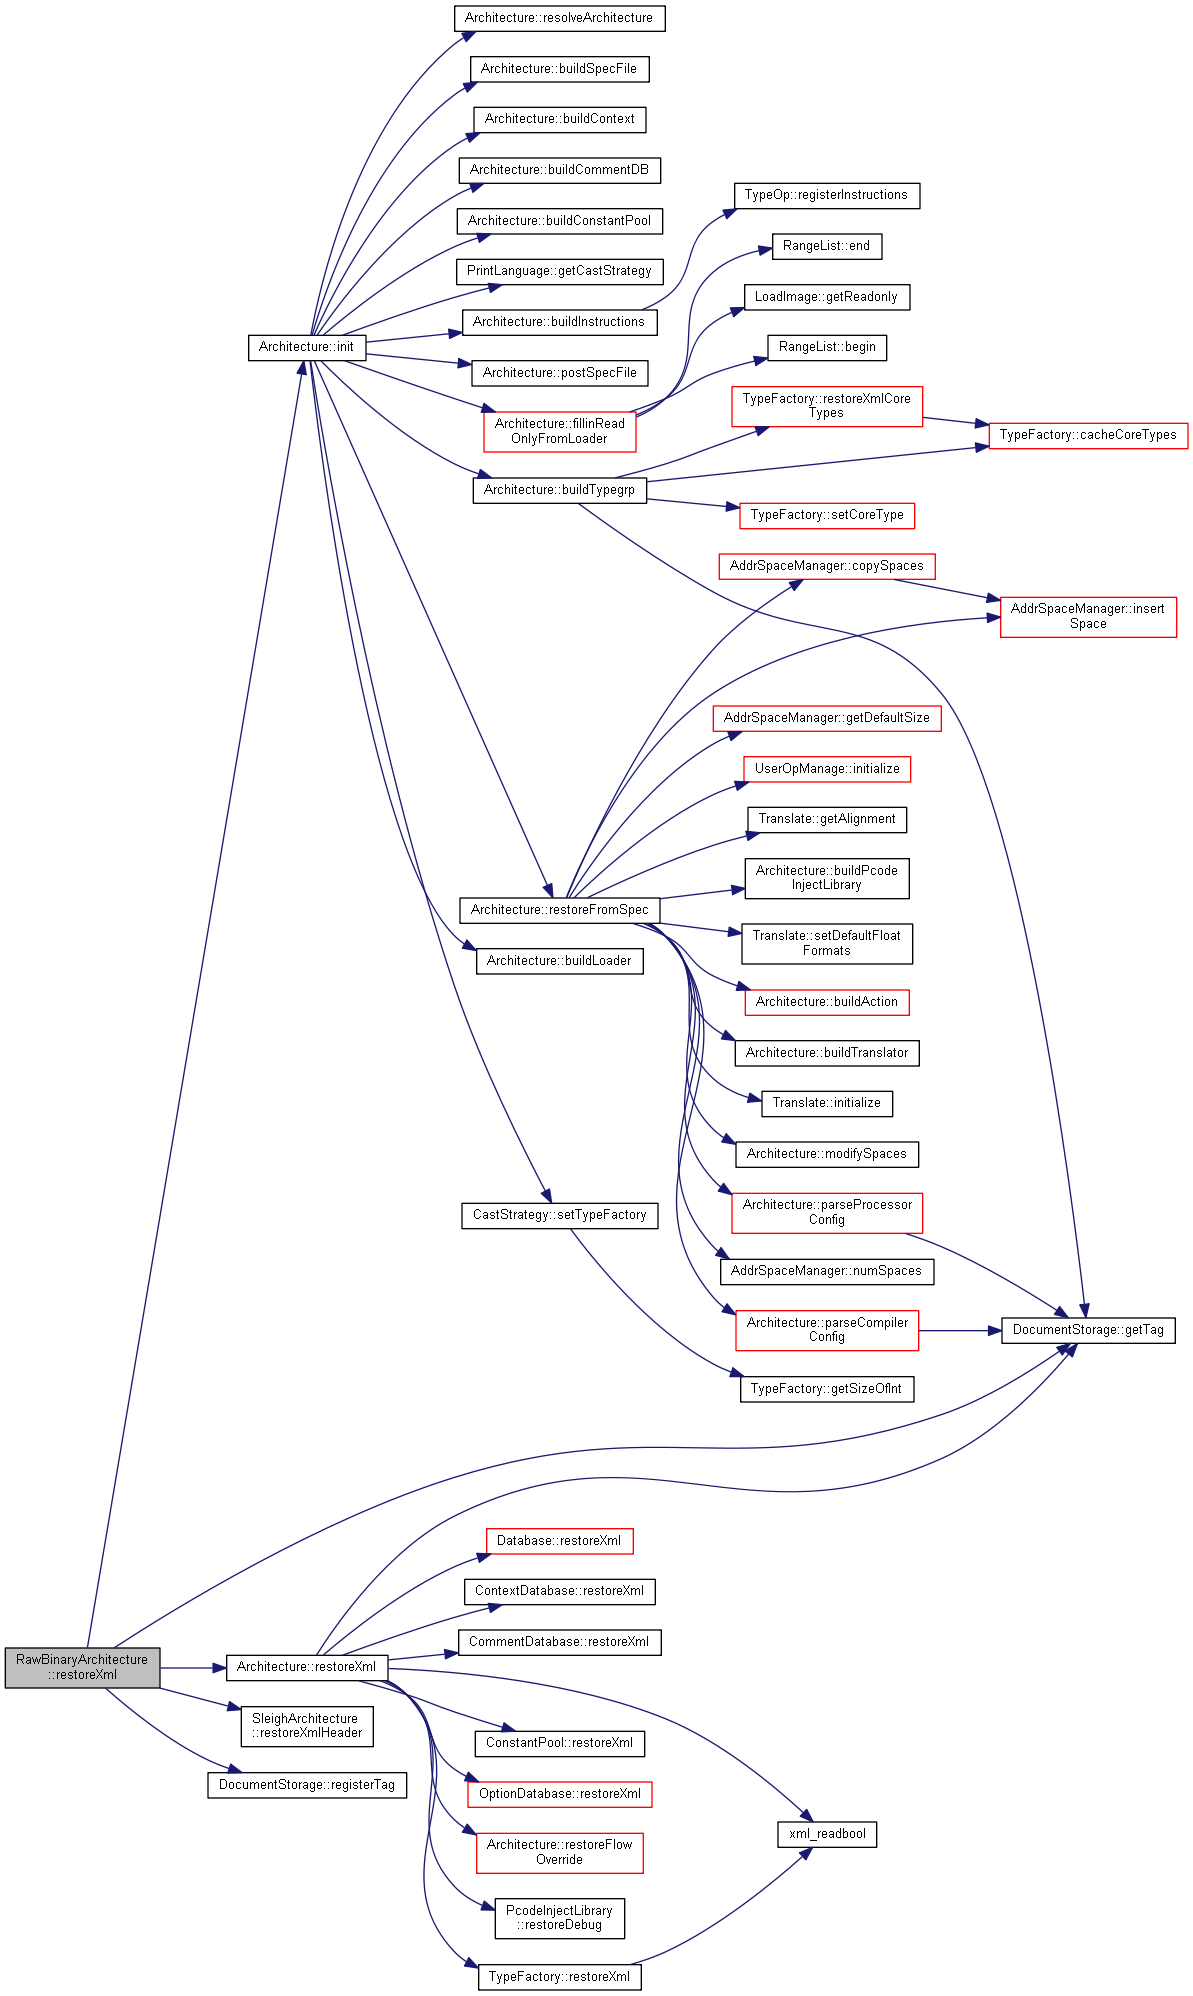 Architecture::resolveArchitecture
Architecture::buildSpecFile
Architecture::buildContext
Architecture::buildCommentDB
TypeOp::registerInstructions
Architecture::buildConstantPool
RangeList::end
PrintLanguage::getCastStrategy
LoadImage::getReadonly
Architecture::buildInstructions
Architecture::init
RangeList::begin
Architecture::postSpecFile
TypeFactory::restoreXmlCore
Types
Architecture::fillinRead
OnlyFromLoader
TypeFactory::cacheCoreTypes
Architecture::buildTypegrp
TypeFactory::setCoreType
AddrSpaceManager::copySpaces
AddrSpaceManager::insert
Space
AddrSpaceManager::getDefaultSize
UserOpManage::initialize
Translate::getAlignment
Architecture::buildPcode
InjectLibrary
Architecture::restoreFromSpec
Translate::setDefaultFloat
Formats
Architecture::buildLoader
Architecture::buildAction
Architecture::buildTranslator
Translate::initialize
Architecture::modifySpaces
Architecture::parseProcessor
Config
CastStrategy::setTypeFactory
AddrSpaceManager::numSpaces
Architecture::parseCompiler
Config
DocumentStorage::getTag
TypeFactory::getSizeOfInt
Database::restoreXml
ContextDatabase::restoreXml
CommentDatabase::restoreXml
RawBinaryArchitecture
::restoreXml
Architecture::restoreXml
SleighArchitecture
::restoreXmlHeader
ConstantPool::restoreXml
DocumentStorage::registerTag
OptionDatabase::restoreXml
xml_readbool
Architecture::restoreFlow
Override
PcodeInjectLibrary
::restoreDebug
TypeFactory::restoreXml